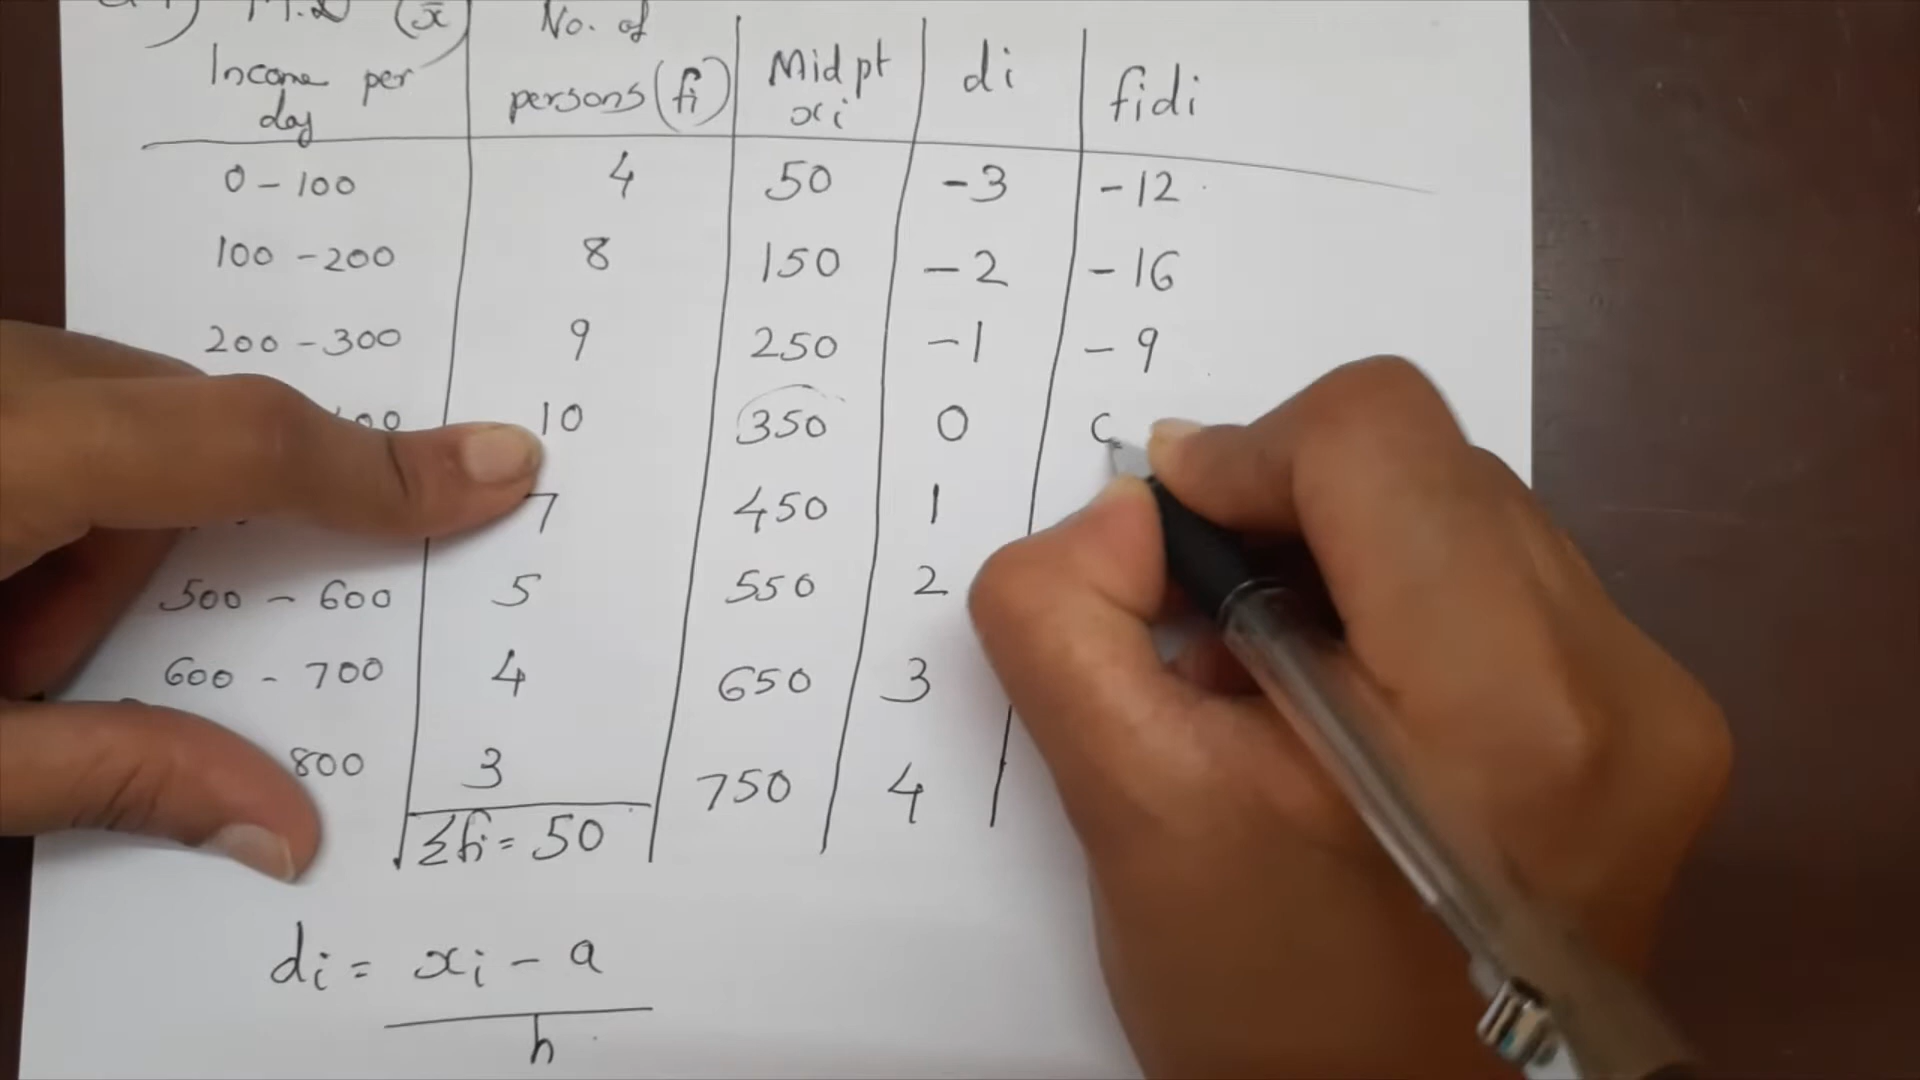 M.D (x̄)
Income per day | No. of persons (fi) | Mid pt xi | di | fidi
0 – 100 | 4 | 50 | -3 | -12
100 – 200 | 8 | 150 | -2 | -16
200 – 300 | 9 | 250 | -1 | -9
10 | 350 | 0
7 | 450 | 1
500 – 600 | 5 | 550 | 2
600 – 700 | 4 | 650 | 3
800 | 3 | 750 | 4
Σfi = 50
di = xi – a
h